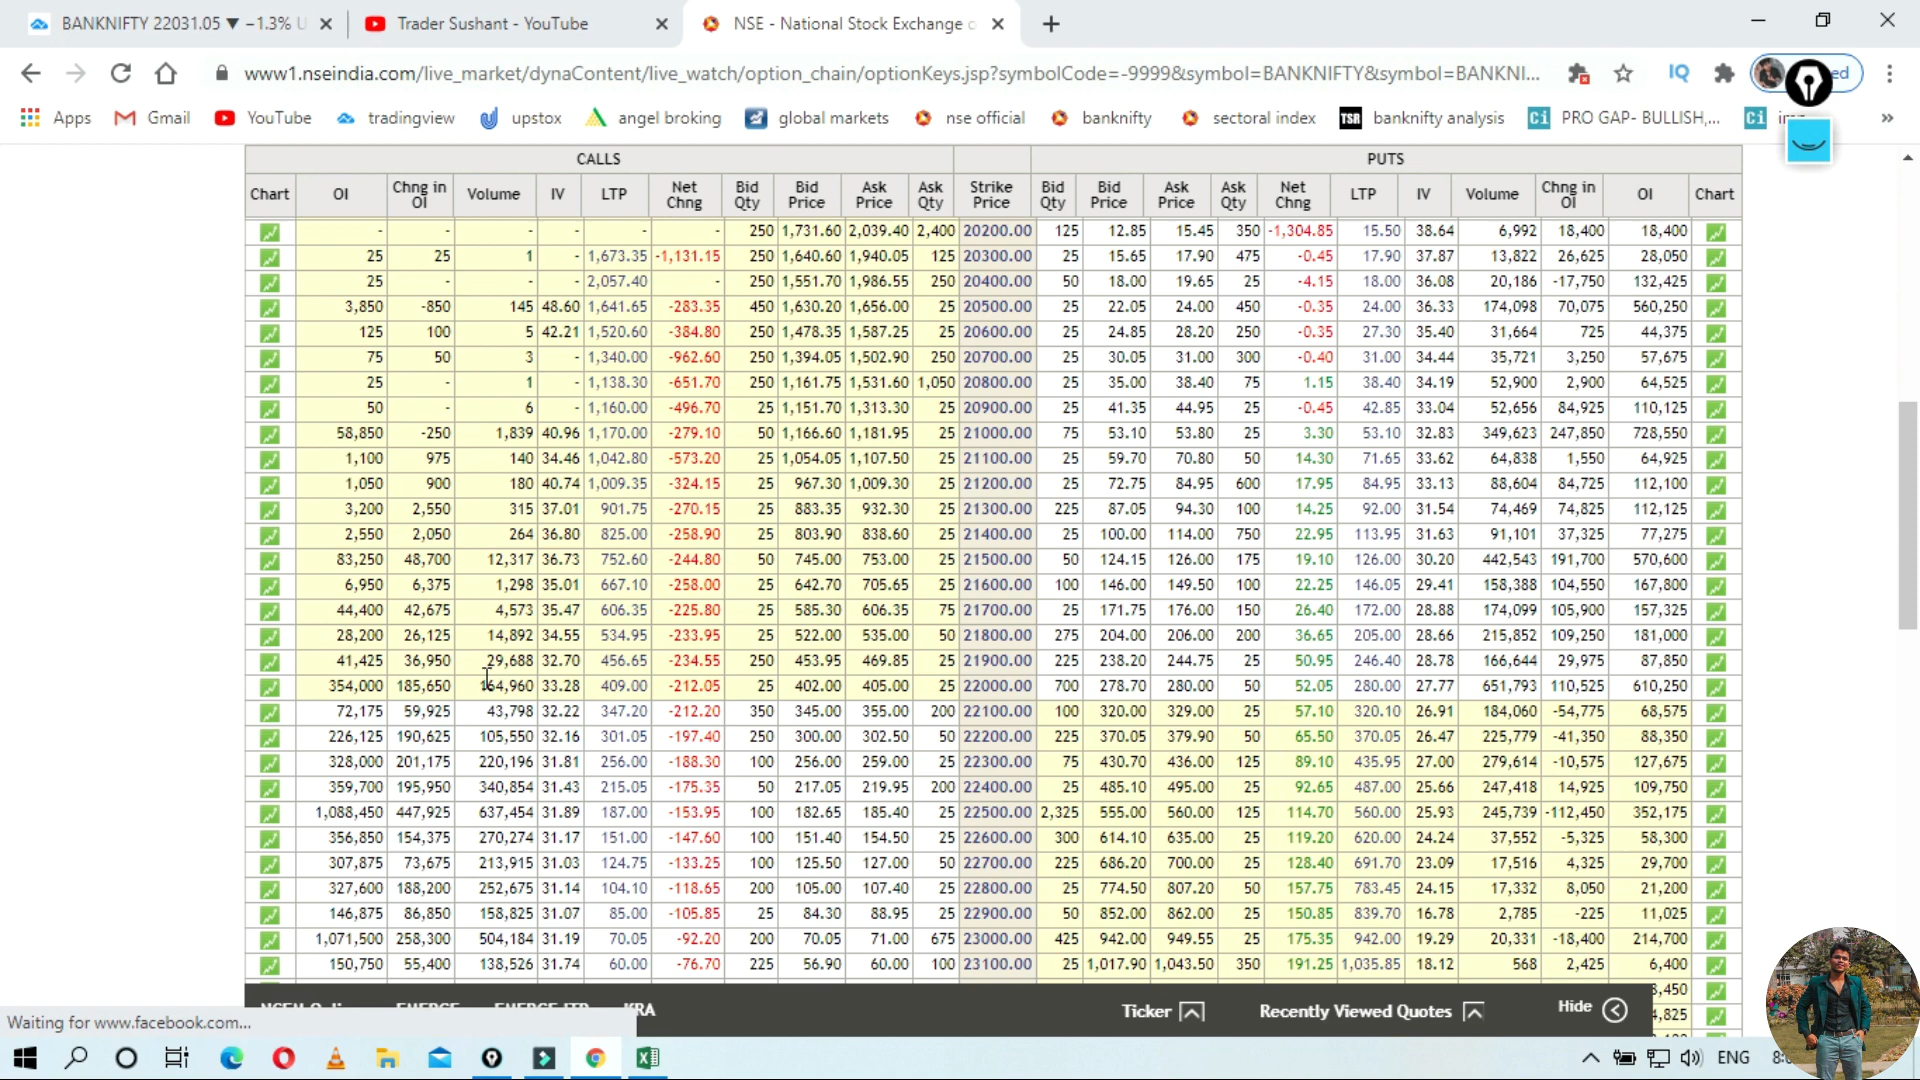 BANKNIFTY 22031.05 ▼ −1.3% U
Trader Sushant - YouTube
NSE - National Stock Exchange o
www1.nseindia.com/live_market/dynaContent/live_watch/option_chain/optionKeys.jsp?symbolCode=-9999&symbol=BANKNIFTY&symbol=BANKNI...
Apps Gmail YouTube tradingview upstox angel broking global markets nse official banknifty sectoral index TSR banknifty analysis Ci PRO GAP- BULLISH,... Ci »
CALLS PUTS
Chart OI Chng in OI Volume IV LTP Net Chng Bid Qty Bid Price Ask Price Ask Qty Strike Price Bid Qty Bid Price Ask Price Ask Qty Net Chng LTP IV Volume Chng in OI OI Chart
- - - - - - 250 1,731.60 2,039.40 2,400 20200.00 125 12.85 15.45 350 -1,304.85 15.50 38.64 6,992 18,400 18,400
25 25 1 - 1,673.35 -1,131.15 250 1,640.60 1,940.05 125 20300.00 25 15.65 17.90 475 -0.45 17.90 37.87 13,822 26,625 28,050
25 - - - 2,057.40 - 250 1,551.70 1,986.55 250 20400.00 50 18.00 19.65 25 -4.15 18.00 36.08 20,186 -17,750 132,425
3,850 -850 145 48.60 1,641.65 -283.35 450 1,630.20 1,656.00 25 20500.00 25 22.05 24.00 450 -0.35 24.00 36.33 174,098 70,075 560,250
125 100 5 42.21 1,520.60 -384.80 250 1,478.35 1,587.25 25 20600.00 25 24.85 28.20 250 -0.35 27.30 35.40 31,664 725 44,375
75 50 3 - 1,340.00 -962.60 250 1,394.05 1,502.90 250 20700.00 25 30.05 31.00 300 -0.40 31.00 34.44 35,721 3,250 57,675
25 - 1 - 1,138.30 -651.70 250 1,161.75 1,531.60 1,050 20800.00 25 35.00 38.40 75 1.15 38.40 34.19 52,900 2,900 64,525
50 - 6 - 1,160.00 -496.70 25 1,151.70 1,313.30 25 20900.00 25 41.35 44.95 25 -0.45 42.85 33.04 52,656 84,925 110,125
58,850 -250 1,839 40.96 1,170.00 -279.10 50 1,166.60 1,181.95 25 21000.00 75 53.10 53.80 25 3.30 53.10 32.83 349,623 247,850 728,550
1,100 975 140 34.46 1,042.80 -573.20 25 1,054.05 1,107.50 25 21100.00 25 59.70 70.80 50 14.30 71.65 33.62 64,838 1,550 64,925
1,050 900 180 40.74 1,009.35 -324.15 25 967.30 1,009.30 25 21200.00 25 72.75 84.95 600 17.95 84.95 33.13 88,604 84,725 112,100
3,200 2,550 315 37.01 901.75 -270.15 25 883.35 932.30 25 21300.00 225 87.05 94.30 100 14.25 92.00 31.54 74,469 74,825 112,125
2,550 2,050 264 36.80 825.00 -258.90 25 803.90 838.60 25 21400.00 25 100.00 114.00 750 22.95 113.95 31.63 91,101 37,325 77,275
83,250 48,700 12,317 36.73 752.60 -244.80 50 745.00 753.00 25 21500.00 50 124.15 126.00 175 19.10 126.00 30.20 442,543 191,700 570,600
6,950 6,375 1,298 35.01 667.10 -258.00 25 642.70 705.65 25 21600.00 100 146.00 149.50 100 22.25 146.05 29.41 158,388 104,550 167,800
44,400 42,675 4,573 35.47 606.35 -225.80 25 585.30 606.35 75 21700.00 25 171.75 176.00 150 26.40 172.00 28.88 174,099 105,900 157,325
28,200 26,125 14,892 34.55 534.95 -233.95 25 522.00 535.00 50 21800.00 275 204.00 206.00 200 36.65 205.00 28.66 215,852 109,250 181,000
41,425 36,950 29,688 32.70 456.65 -234.55 250 453.95 469.85 25 21900.00 225 238.20 244.75 25 50.95 246.40 28.78 166,644 29,975 87,850
354,000 185,650 164,960 33.28 409.00 -212.05 25 402.00 405.00 25 22000.00 700 278.70 280.00 50 52.05 280.00 27.77 651,793 110,525 610,250
72,175 59,925 43,798 32.22 347.20 -212.20 350 345.00 355.00 200 22100.00 100 320.00 329.00 25 57.10 320.10 26.91 184,060 -54,775 68,575
226,125 190,625 105,550 32.16 301.05 -197.40 250 300.00 302.50 50 22200.00 225 370.05 379.90 50 65.50 370.05 26.47 225,779 -41,350 88,350
328,000 201,175 220,196 31.81 256.00 -188.30 100 256.00 259.00 25 22300.00 75 430.70 436.00 125 89.10 435.95 27.00 279,614 -10,575 127,675
359,700 195,950 340,854 31.43 215.05 -175.35 50 217.05 219.95 200 22400.00 25 485.10 495.00 25 92.65 487.00 25.66 247,418 14,925 109,750
1,088,450 447,925 637,454 31.89 187.00 -153.95 100 182.65 185.40 25 22500.00 2,325 555.00 560.00 125 114.70 560.00 25.93 245,739 -112,450 352,175
356,850 154,375 270,274 31.17 151.00 -147.60 100 151.40 154.50 25 22600.00 300 614.10 635.00 25 119.20 620.00 24.24 37,552 -5,325 58,300
307,875 73,675 213,915 31.03 124.75 -133.25 100 125.50 127.00 50 22700.00 225 686.20 700.00 25 128.40 691.70 23.09 17,516 4,325 29,700
327,600 188,200 252,675 31.14 104.10 -118.65 200 105.00 107.40 25 22800.00 25 774.50 807.20 50 157.75 783.45 24.15 17,332 8,050 21,200
146,875 86,850 158,825 31.07 85.00 -105.85 25 84.30 88.95 25 22900.00 50 852.00 862.00 25 150.85 839.70 16.78 2,785 -225 11,025
1,071,500 258,300 504,184 31.19 70.05 -92.20 200 70.05 71.00 675 23000.00 425 942.00 949.55 25 175.35 942.00 19.29 20,331 -18,400 214,700
150,750 55,400 138,526 31.74 60.00 -76.70 225 56.90 60.00 100 23100.00 25 1,017.90 1,043.50 350 191.25 1,035.85 18.12 568 2,425 6,400
Ticker Recently Viewed Quotes Hide
Waiting for www.facebook.com...
ENG